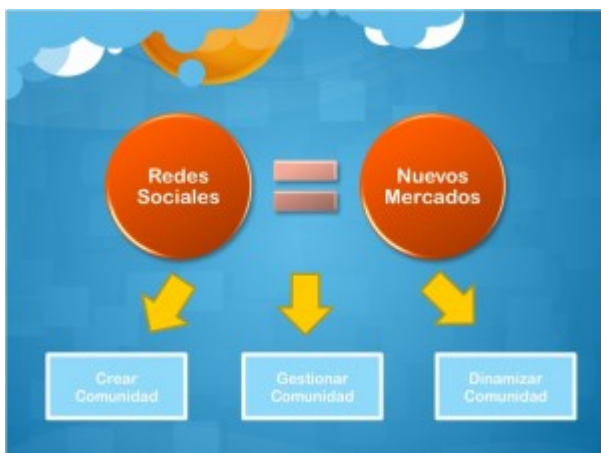 Redes
Sociales
Nuevos
Mercados
Crear
Comunidad
Gestionar
Comunidad
Dinamizar
Comunidad